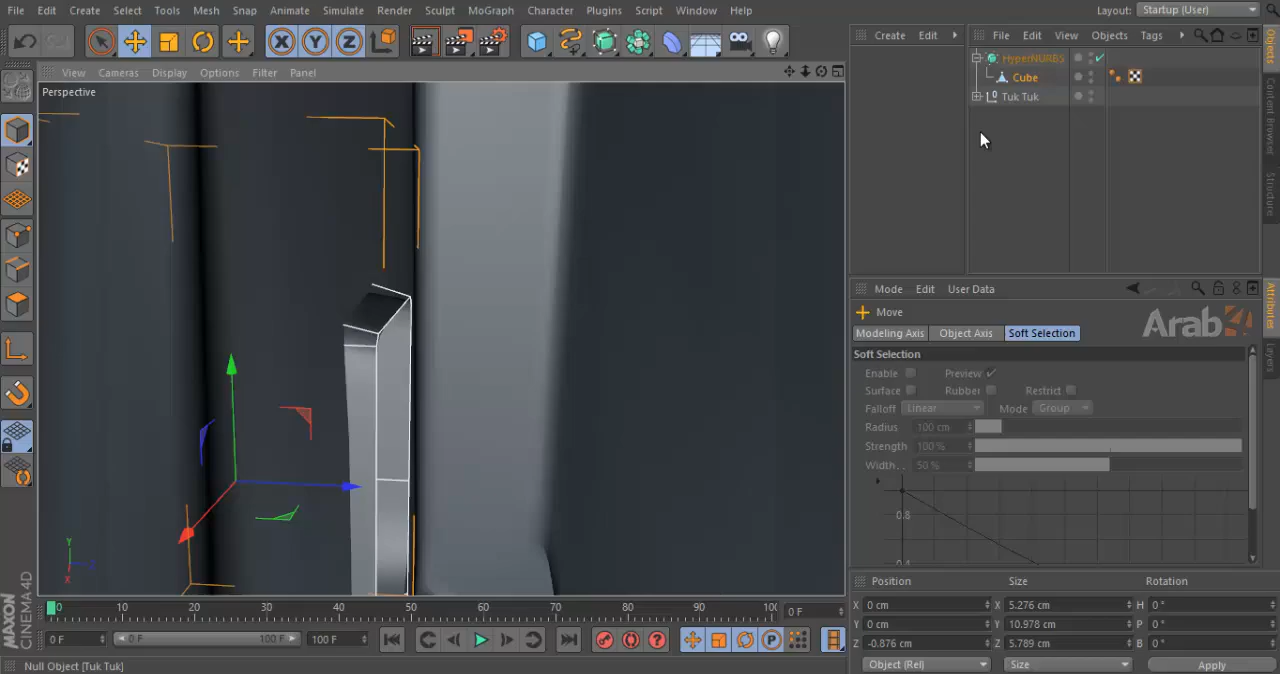 File Edit Create Select Tools Mesh Snap Animate Simulate Render Sculpt MoGraph Character Plugins Script Window Help
Layout: Startup (User)
X Y Z
Create Edit
File Edit View Objects Tags
View Cameras Display Options Filter Panel
Perspective
HyperNURBS
Cube
Tuk Tuk
Objects
Content Browser
Structure
Mode Edit User Data
Attributes
Layers
Move
Arab
Modeling Axis Object Axis Soft Selection
Soft Selection
Enable Preview
Surface Rubber Restrict
Falloff Linear Mode Group
Radius 100 cm
Strength 100 %
Width . . 50 %
0.8
0.4
Y
Z
X
MAXON
CINEMA 4D
0 10 20 30 40 50 60 70 80 90 100 0 F
0 F 0 F 100 F 100 F
P
Position Size Rotation
X 0 cm X 5.276 cm H 0 °
Y 0 cm Y 10.978 cm P 0 °
Z -0.876 cm Z 5.789 cm B 0 °
Object (Rel) Size Apply
Null Object [Tuk Tuk]